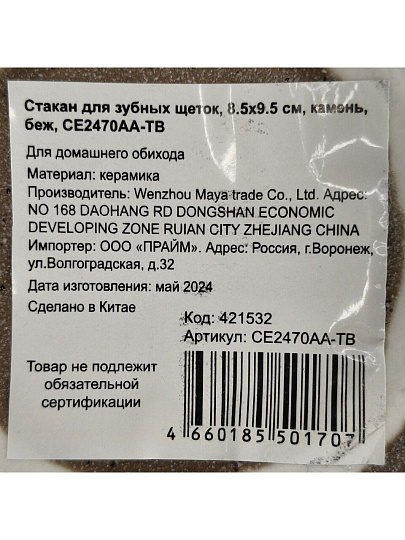 Стакан для зубных щеток, 8.5х9.5 см, камень,
беж, CE2470AA-TB
Для домашнего обихода
Материал: керамика
Производитель: Wenzhou Maya trade Co., Ltd. Адрес:
NO 168 DAOHANG RD DONGSHAN ECONOMIC
DEVELOPING ZONE RUIAN CITY ZHEJIANG CHINA
Импортер: ООО «ПРАЙМ». Адрес: Россия, г.Воронеж,
ул.Волгоградская, д.32
Дата изготовления: май 2024
Сделано в Китае
Код: 421532
Артикул: CE2470AA-TB
Товар не подлежит
обязательной
сертификации
4 660185 501707